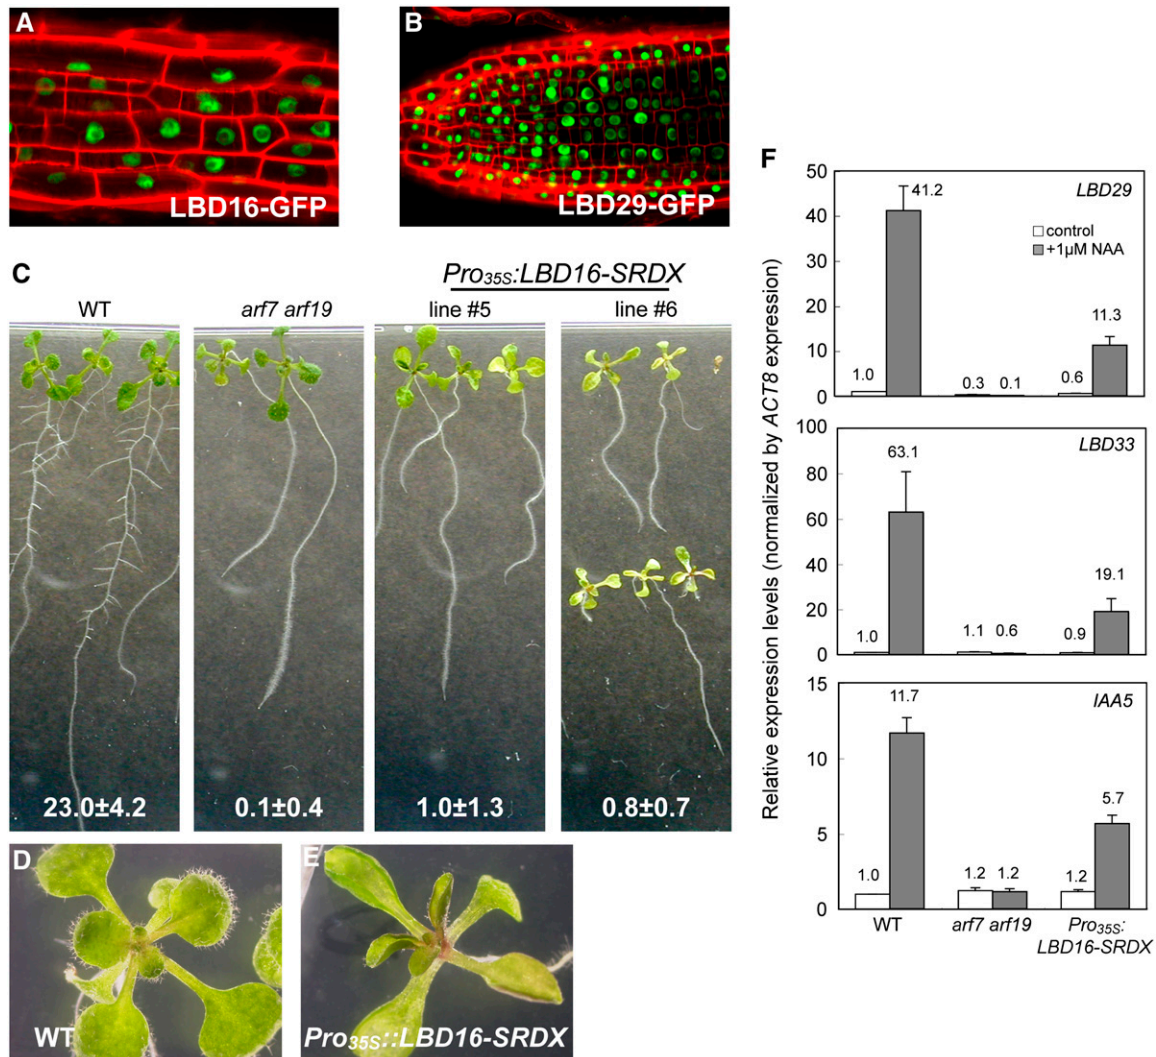 A
LBD16-GFP
B
LBD29-GFP
C
Pro35S:LBD16-SRDX
WT
arf7 arf19
line #5
line #6
23.0±4.2
0.1±0.4
1.0±1.3
0.8±0.7
D
WT
E
Pro35S::LBD16-SRDX
F
Relative expression levels (normalized by ACT8 expression)
LBD29
control
+1μM NAA
50
40
30
20
10
0
1.0
41.2
0.3
0.1
0.6
11.3
LBD33
100
80
60
40
20
0
1.0
63.1
1.1
0.6
0.9
19.1
IAA5
15
10
5
0
1.0
11.7
1.2
1.2
1.2
5.7
WT
arf7 arf19
Pro35S:
LBD16-SRDX